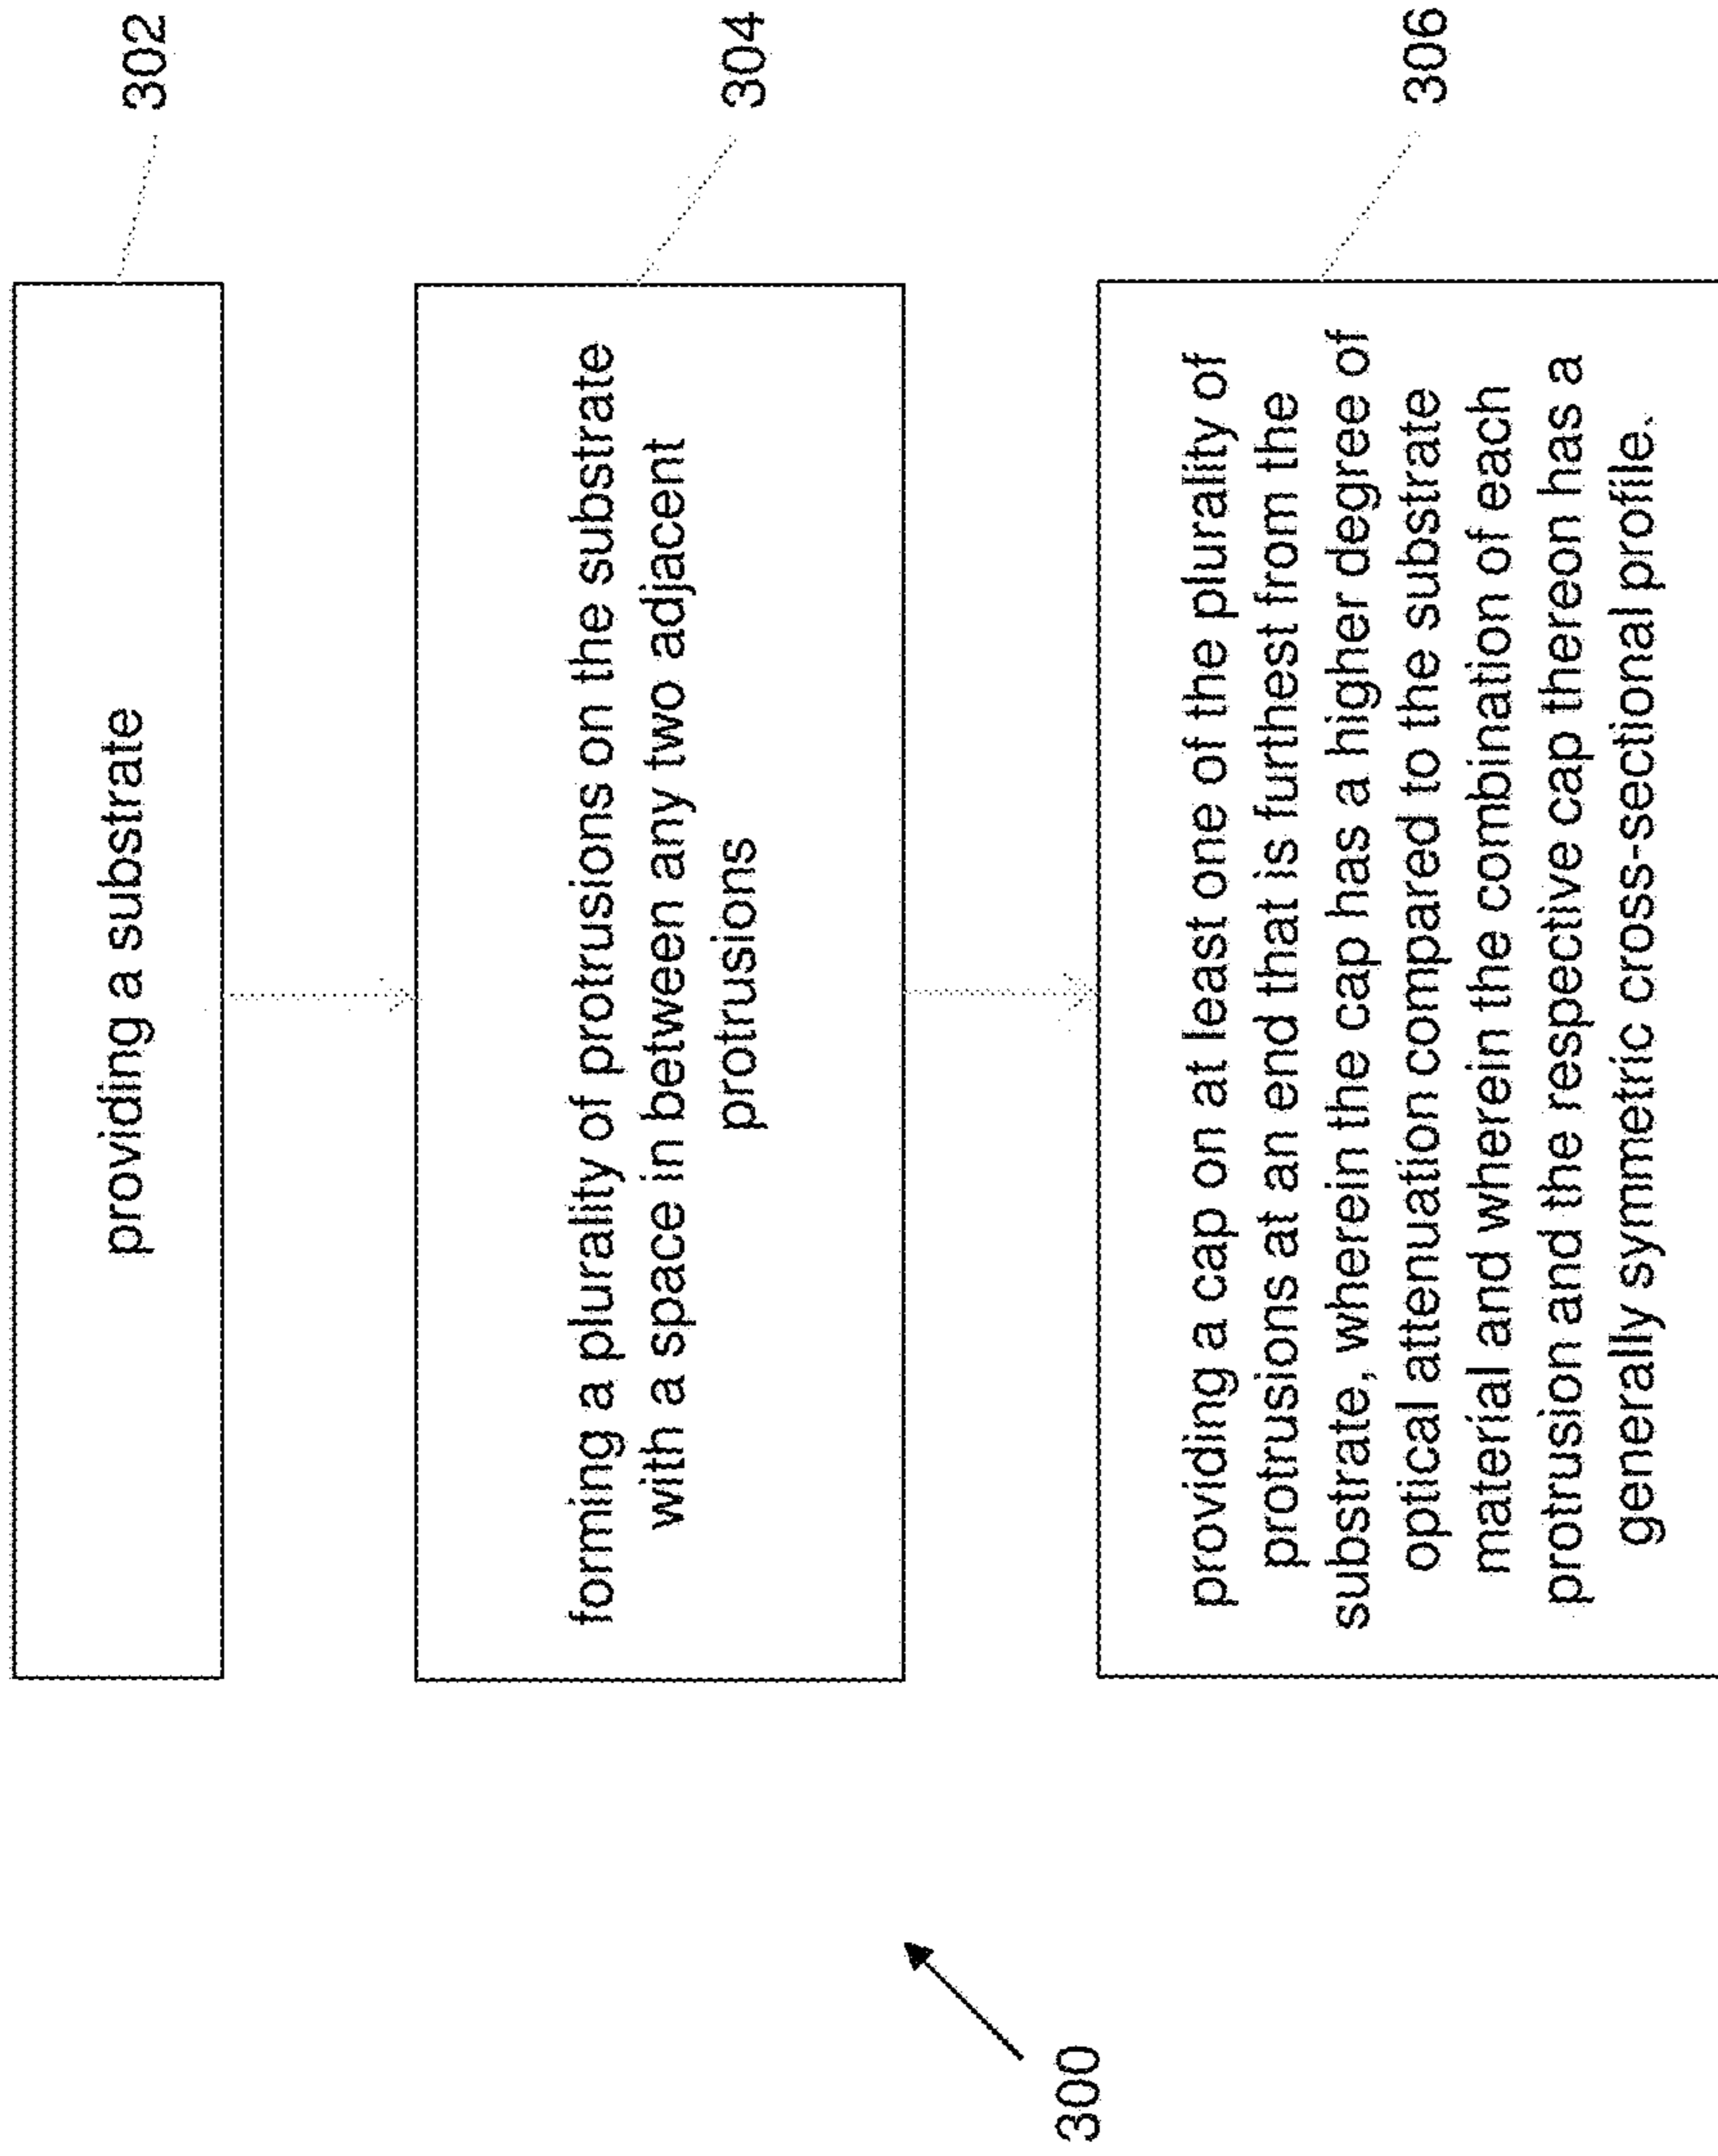 providing a substrate
302
forming a plurality of protrusions on the substrate
with a space in between any two adjacent
protrusions
304
providing a cap on at least one of the plurality of
protrusions at an end that is furthest from the
substrate, wherein the cap has a higher degree of
optical attenuation compared to the substrate
material and wherein the combination of each
protrusion and the respective cap thereon has a
generally symmetric cross-sectional profile.
306
300